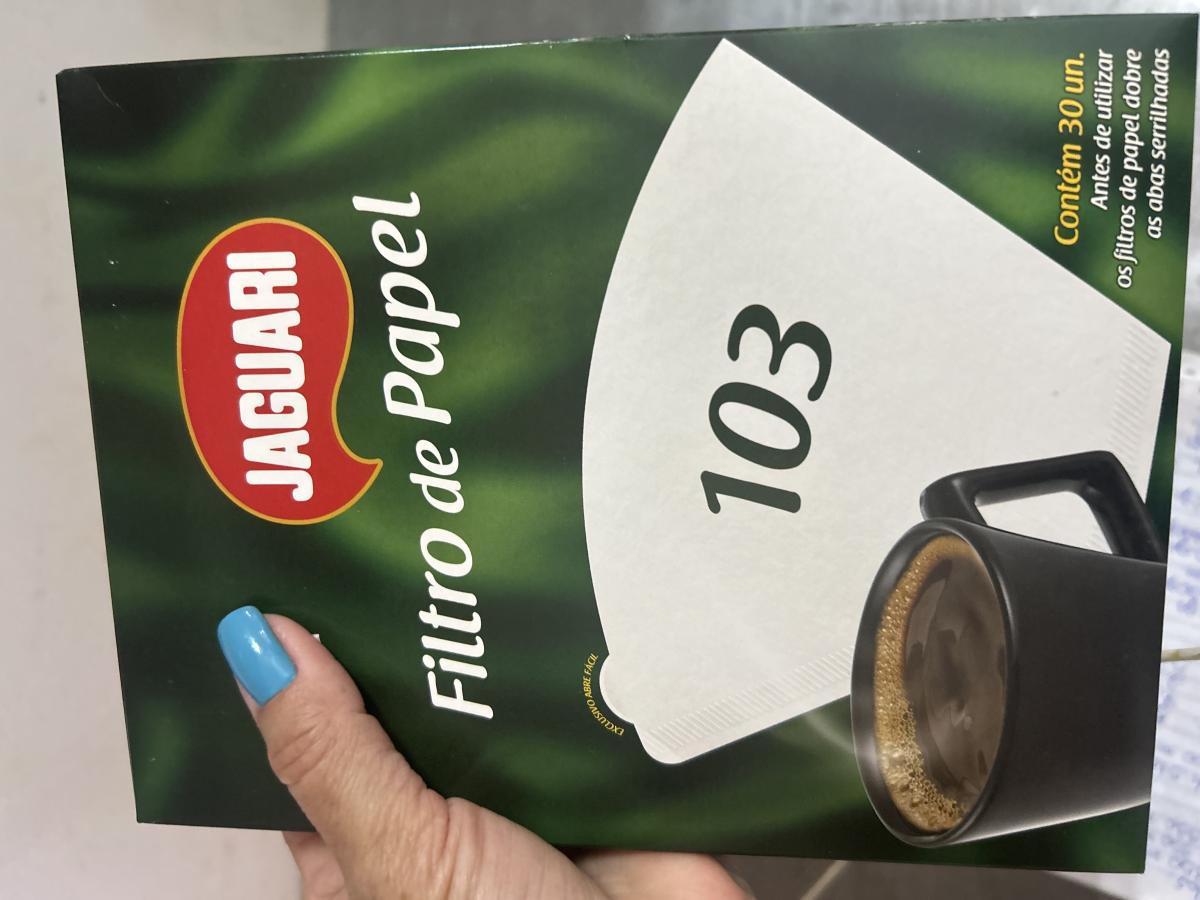 JAGUARI
Filtro de Papel
EXCLUSIVO ABRE FÁCIL
103
Contém 30 un.
Antes de utilizar
os filtros de papel dobre
as abas serrilhadas